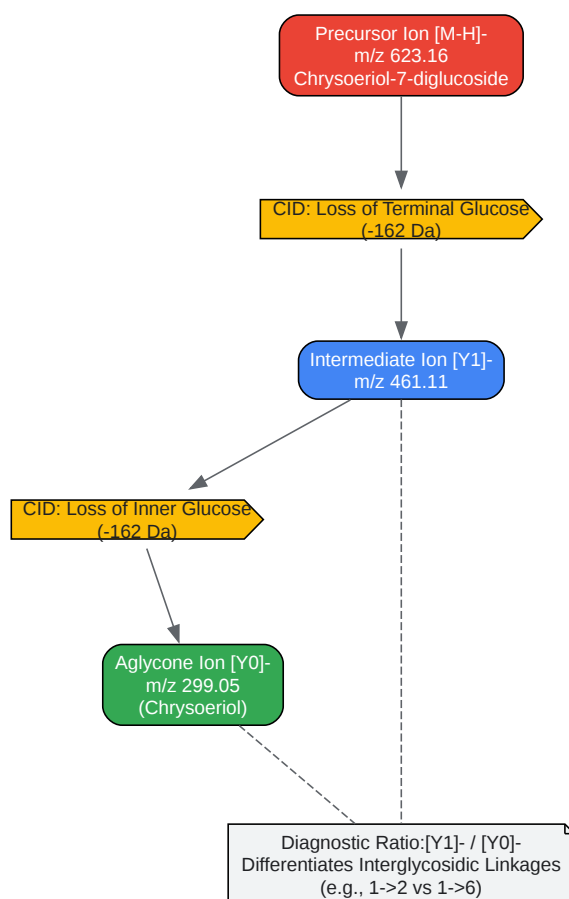 Precursor Ion [M-H]-
m/z 623.16
Chrysoeriol-7-diglucoside
CID: Loss of Terminal Glucose
(-162 Da)
Intermediate Ion [Y1]-
m/z 461.11
CID: Loss of Inner Glucose
(-162 Da)
Aglycone Ion [Y0]-
m/z 299.05
(Chrysoeriol)
Diagnostic Ratio:[Y1]- / [Y0]-
Differentiates Interglycosidic Linkages
(e.g., 1->2 vs 1->6)